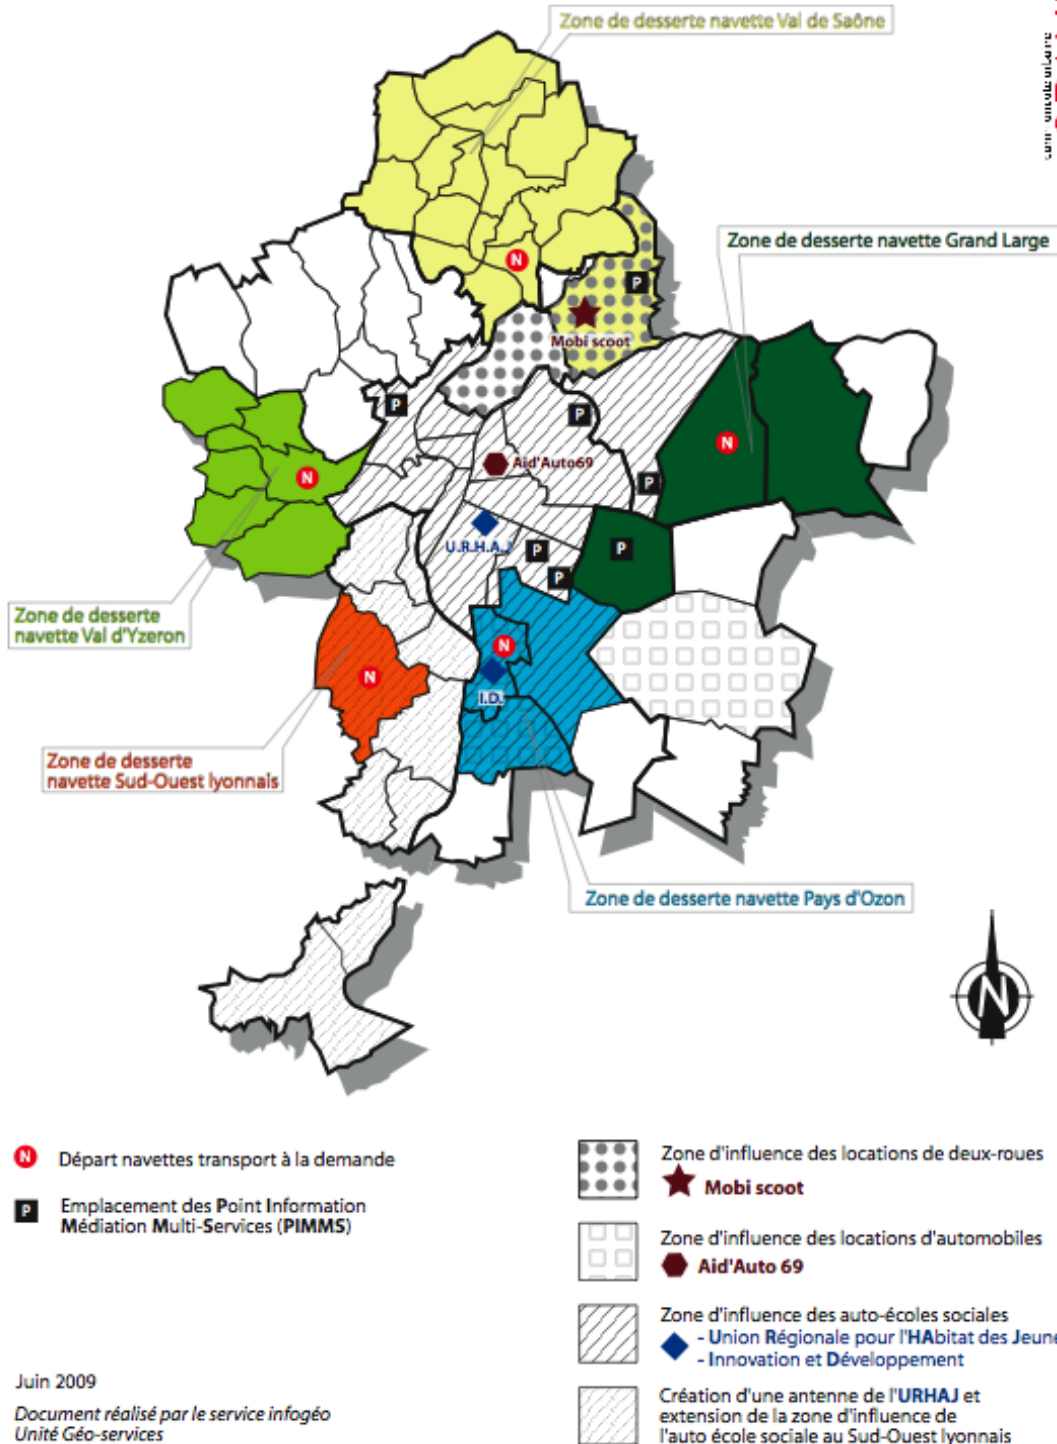 Zone de desserte navette Val de Saône
Zone de desserte navette Grand Large
N
P
Mobi scoot
P
P
N
Aid'Auto69
P
N
U.R.H.A.J
P
P
P
Zone de desserte
navette Val d'Yzeron
N
N
I.D.
Zone de desserte
navette Sud-Ouest lyonnais
Zone de desserte navette Pays d'Ozon
N
N Départ navettes transport à la demande
P Emplacement des Point Information
Médiation Multi-Services (PIMMS)
Juin 2009
Document réalisé par le service infogéo
Unité Géo-services
Zone d'influence des locations de deux-roues
Mobi scoot
Zone d'influence des locations d'automobiles
Aid'Auto 69
Zone d'influence des auto-écoles sociales
- Union Régionale pour l'HAbitat des Jeune
- Innovation et Développement
Création d'une antenne de l'URHAJ et
extension de la zone d'influence de
l'auto école sociale au Sud-Ouest lyonnais